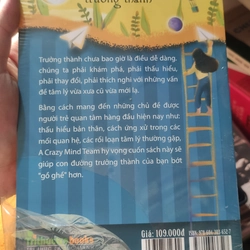 trưởng thành
Trưởng thành chưa bao giờ là điều dễ dàng.
chúng ta phải khám phá, phải thấu hiểu,
phải thay đổi, phải thích nghi với những vấn
đề tâm lý vừa xưa cũ vừa mới lạ.
Bằng cách mang đến những chủ đề được
người trẻ quan tâm hàng đầu hiện nay như:
thấu hiểu bản thân, cách ứng xử trong các
mối quan hệ, các rối loạn tâm lý thường gặp,
A Crazy Mind Team hy vọng cuốn sách này sẽ
giúp con đường trưởng thành của bạn bớt
"gồ ghề" hơn.
Giá: 109.000đ
books